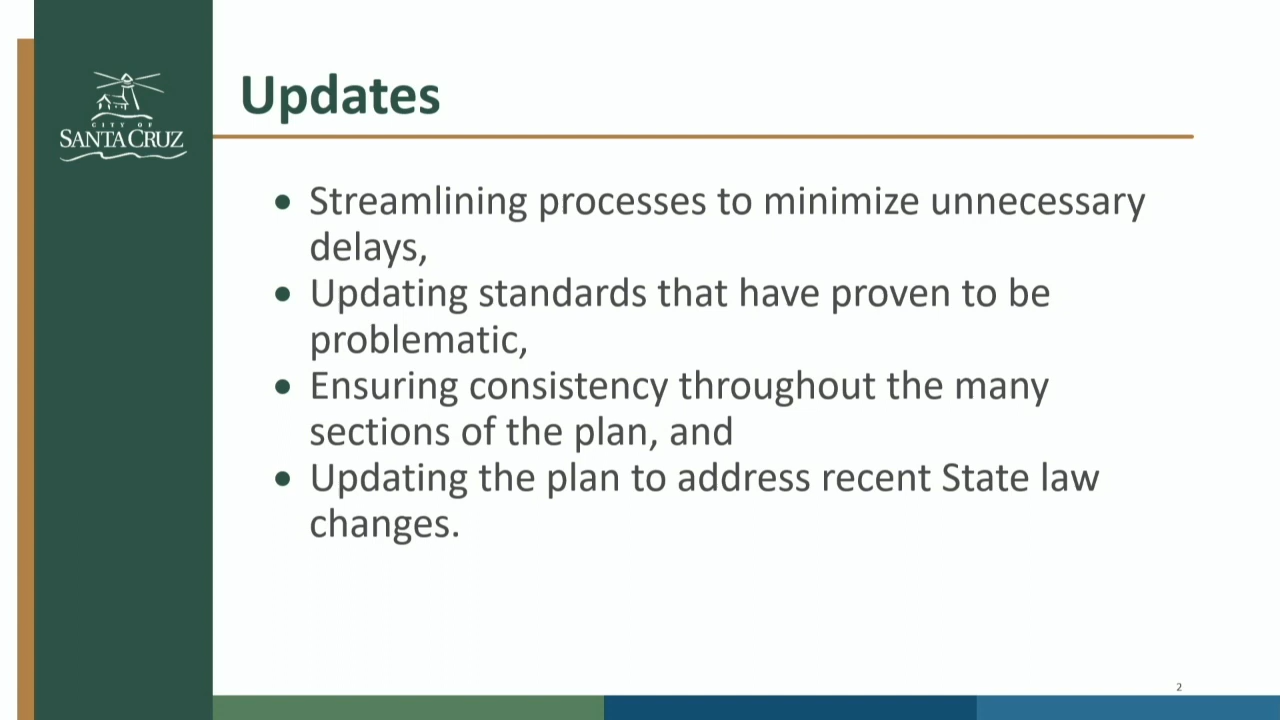 CITY OF
SANTA CRUZ
Updates
• Streamlining processes to minimize unnecessary
delays,
• Updating standards that have proven to be
problematic,
• Ensuring consistency throughout the many
sections of the plan, and
• Updating the plan to address recent State law
changes.
2